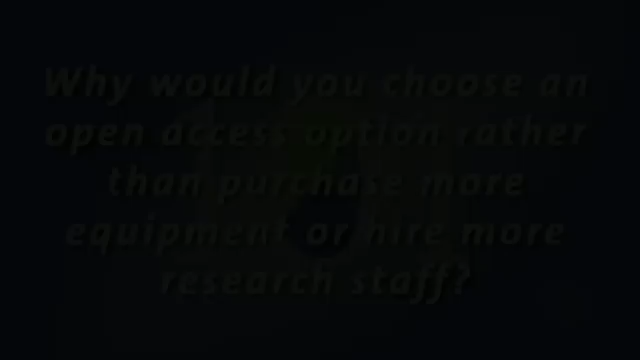 Why would you choose an
open access option rather
than purchase more
equipment or hire more
research staff?